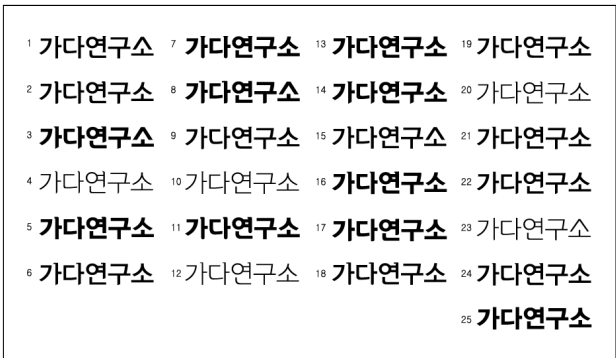 1 가다연구소
2 가다연구소
3 가다연구소
4 가다연구소
5 가다연구소
6 가다연구소
7 가다연구소
8 가다연구소
9 가다연구소
10 가다연구소
11 가다연구소
12 가다연구소
13 가다연구소
14 가다연구소
15 가다연구소
16 가다연구소
17 가다연구소
18 가다연구소
19 가다연구소
20 가다연구소
21 가다연구소
22 가다연구소
23 가다연구소
24 가다연구소
25 가다연구소